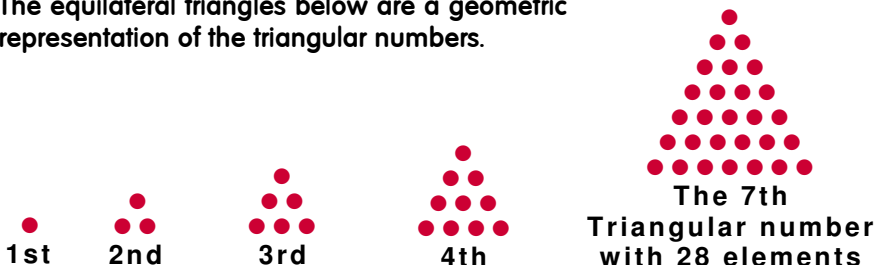 The equilateral triangles below are a geometric
representation of the triangular numbers.
1st
2nd
3rd
4th
The 7th
Triangular number
with 28 elements